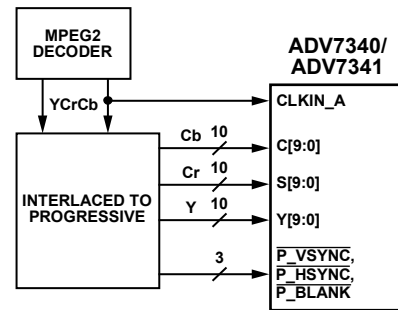 MPEG2
DECODER
YCrCb
INTERLACED TO
PROGRESSIVE
Cb 10
Cr 10
Y 10
3
ADV7340/
ADV7341
CLKIN_A
C[9:0]
S[9:0]
Y[9:0]
P_VSYNC,
P_HSYNC,
P_BLANK